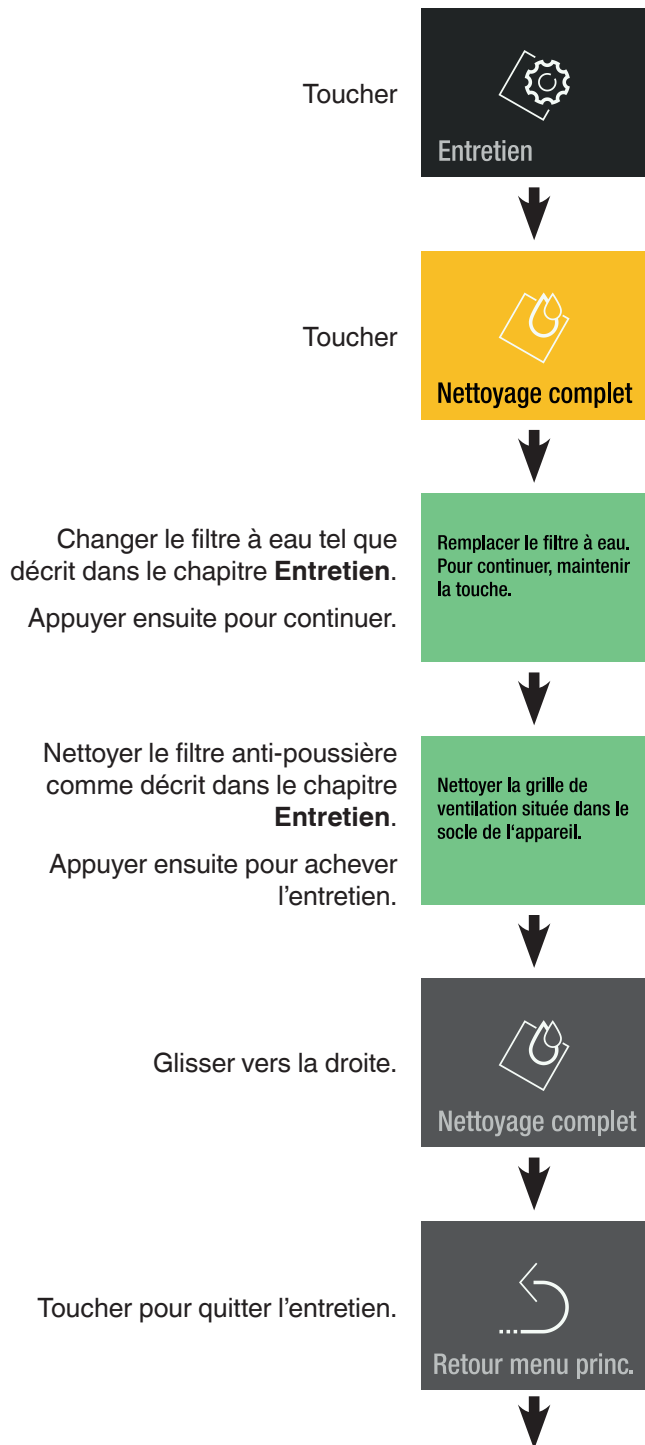 Toucher
Entretien
Toucher
Nettoyage complet
Changer le filtre à eau tel que
décrit dans le chapitre Entretien.
Appuyer ensuite pour continuer.
Remplacer le filtre à eau.
Pour continuer, maintenir
la touche.
Nettoyer le filtre anti-poussière
comme décrit dans le chapitre
Entretien.
Appuyer ensuite pour achever
l’entretien.
Nettoyer la grille de
ventilation située dans le
socle de l‘appareil.
Glisser vers la droite.
Nettoyage complet
Toucher pour quitter l’entretien.
Retour menu princ.